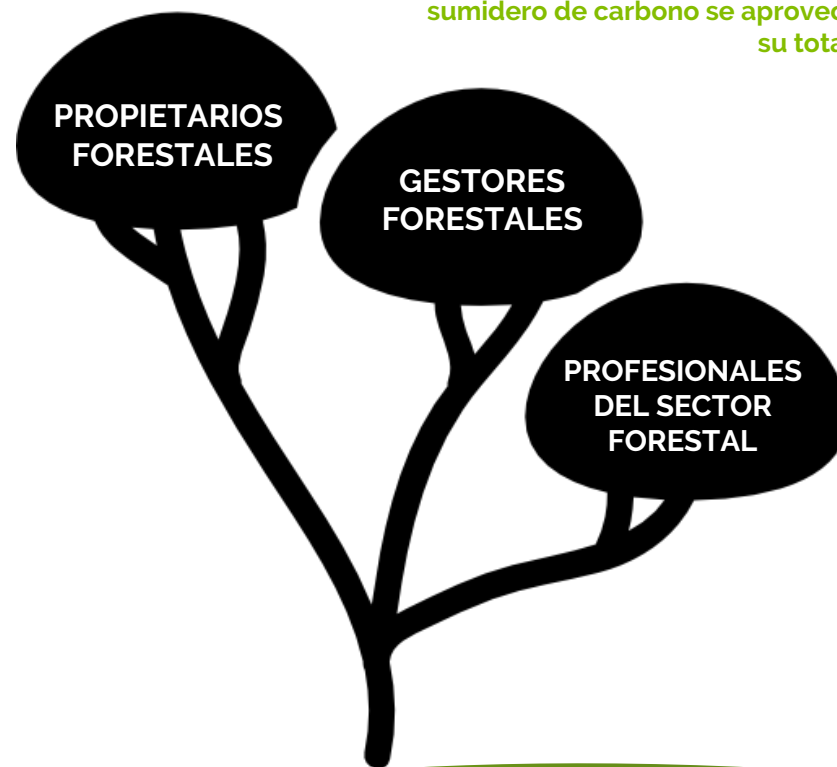 sumidero de carbono se aprovec
su tota
PROPIETARIOS
FORESTALES
GESTORES
FORESTALES
PROFESIONALES
DEL SECTOR
FORESTAL